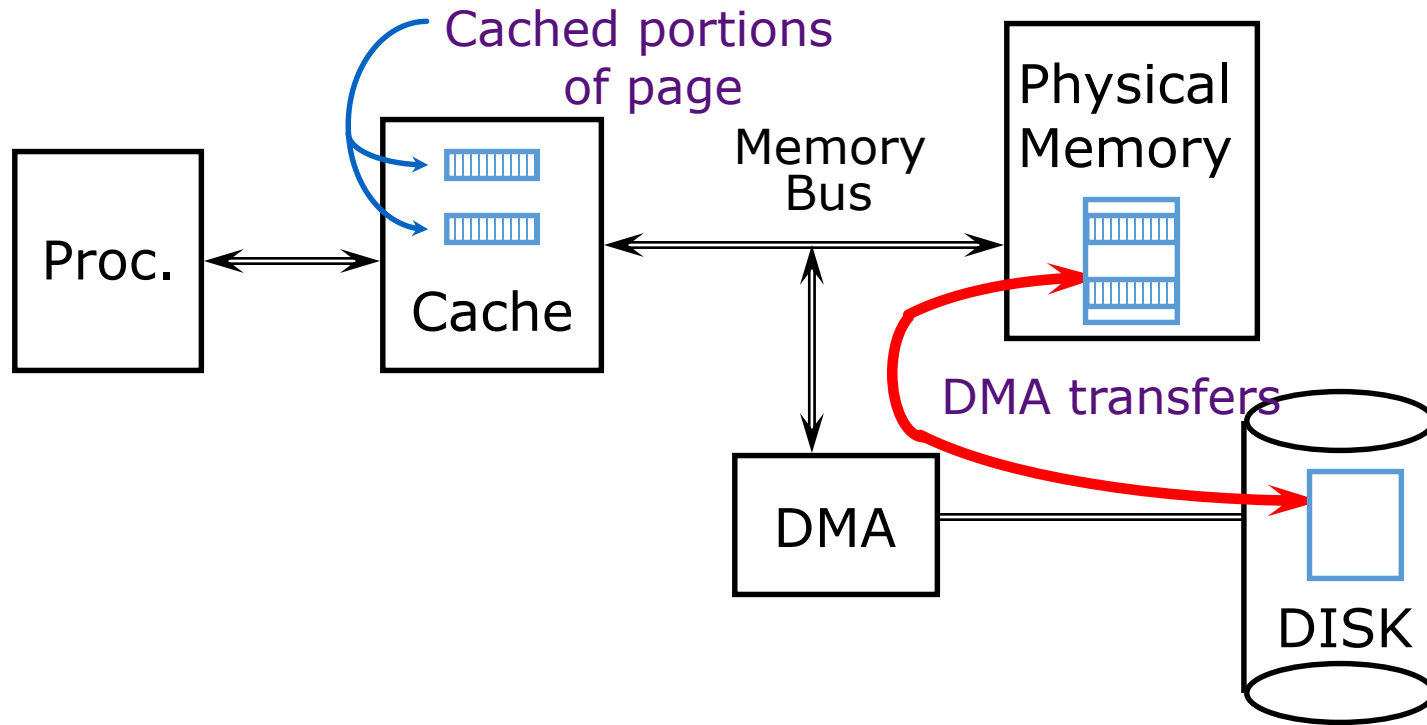 Cached portions
of page
Physical
Memory
Memory
Bus
Proc.
Cache
DMA transfers
DMA
DISK